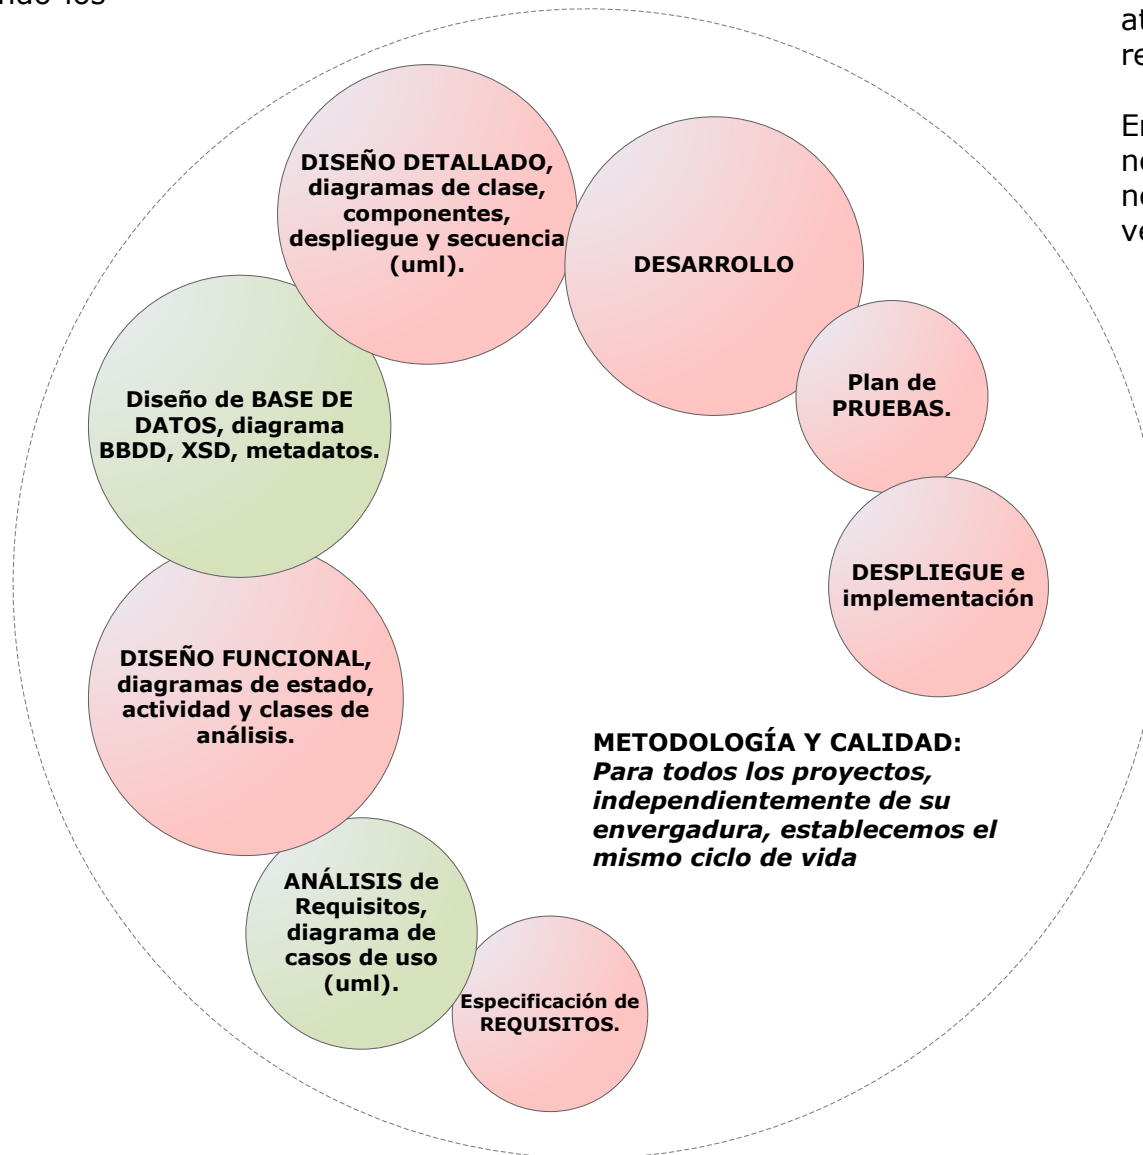 DISEÑO DETALLADO,
diagramas de clase,
componentes,
despliegue y secuencia
(uml).
DESARROLLO
Plan de
PRUEBAS.
Diseño de BASE DE
DATOS, diagrama
BBDD, XSD, metadatos.
DESPLIEGUE e
implementación
DISEÑO FUNCIONAL,
diagramas de estado,
actividad y clases de
análisis.
METODOLOGÍA Y CALIDAD:
Para todos los proyectos,
independientemente de su
envergadura, establecemos el
mismo ciclo de vida
ANÁLISIS de
Requisitos,
diagrama de
casos de uso
(uml).
Especificación de
REQUISITOS.